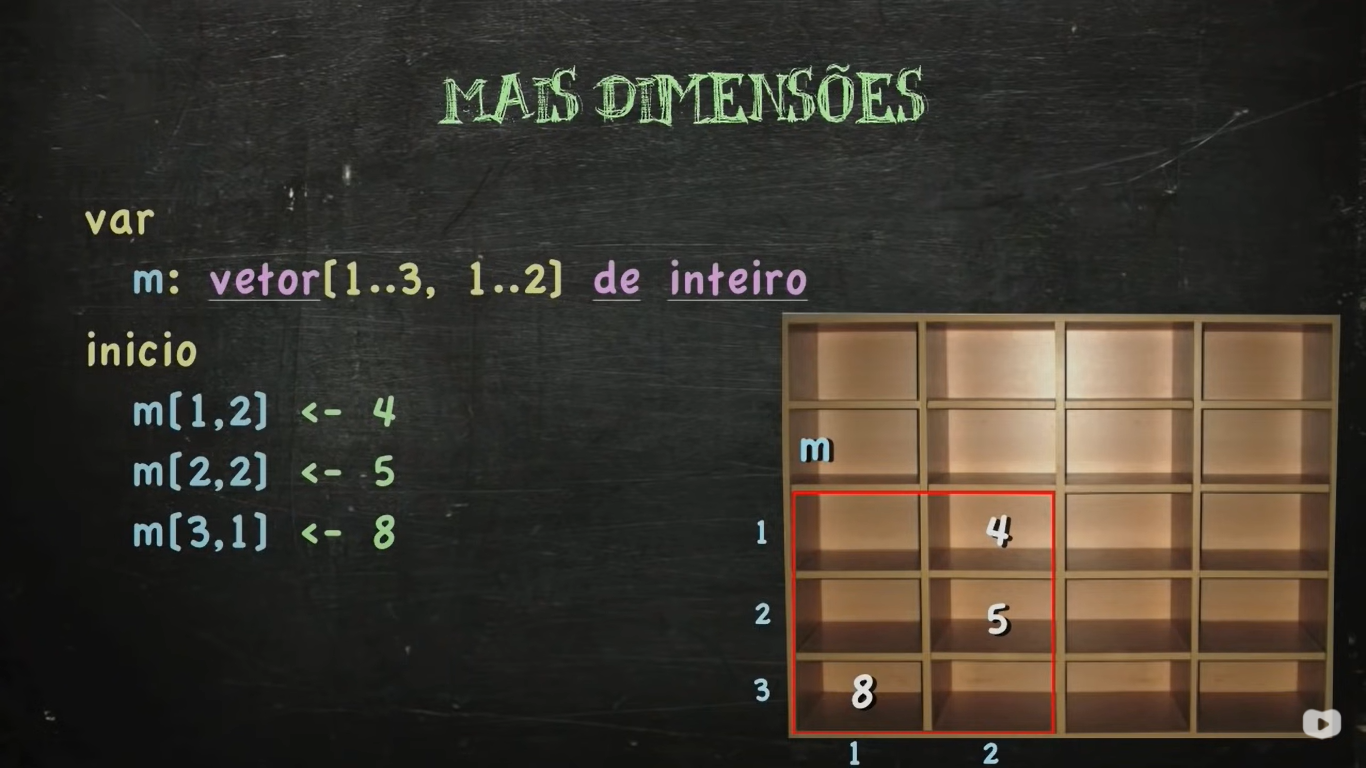 MAIS DIMENSÕES
var
m: vetor[1..3, 1..2] de inteiro
inicio
m[1,2] <- 4
m[2,2] <- 5
m[3,1] <- 8
m
1 4
2 5
3 8
1 2